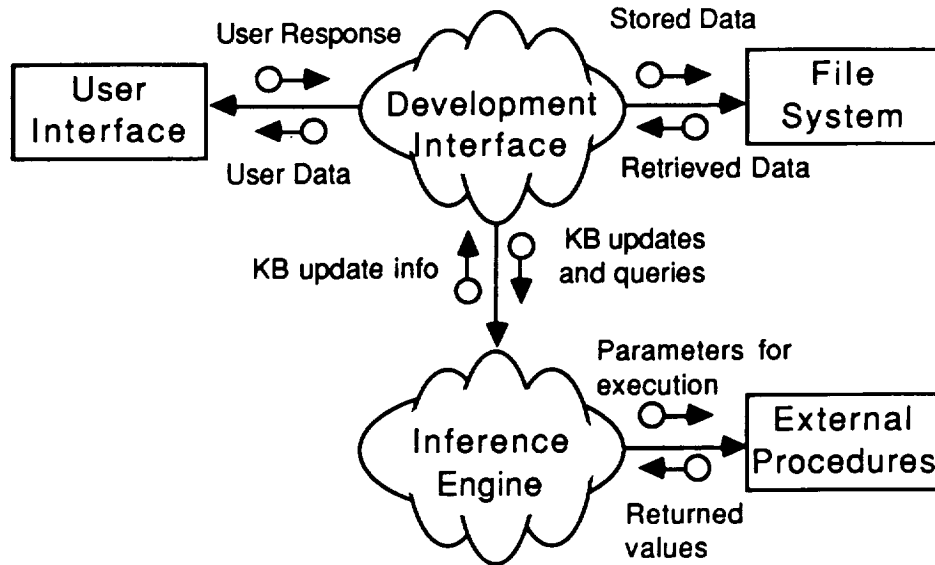 User Response
Stored Data
User
Interface
Development
Interface
File
System
User Data
Retrieved Data
KB update info
KB updates
and queries
Parameters for
execution
Inference
Engine
External
Procedures
Returned
values